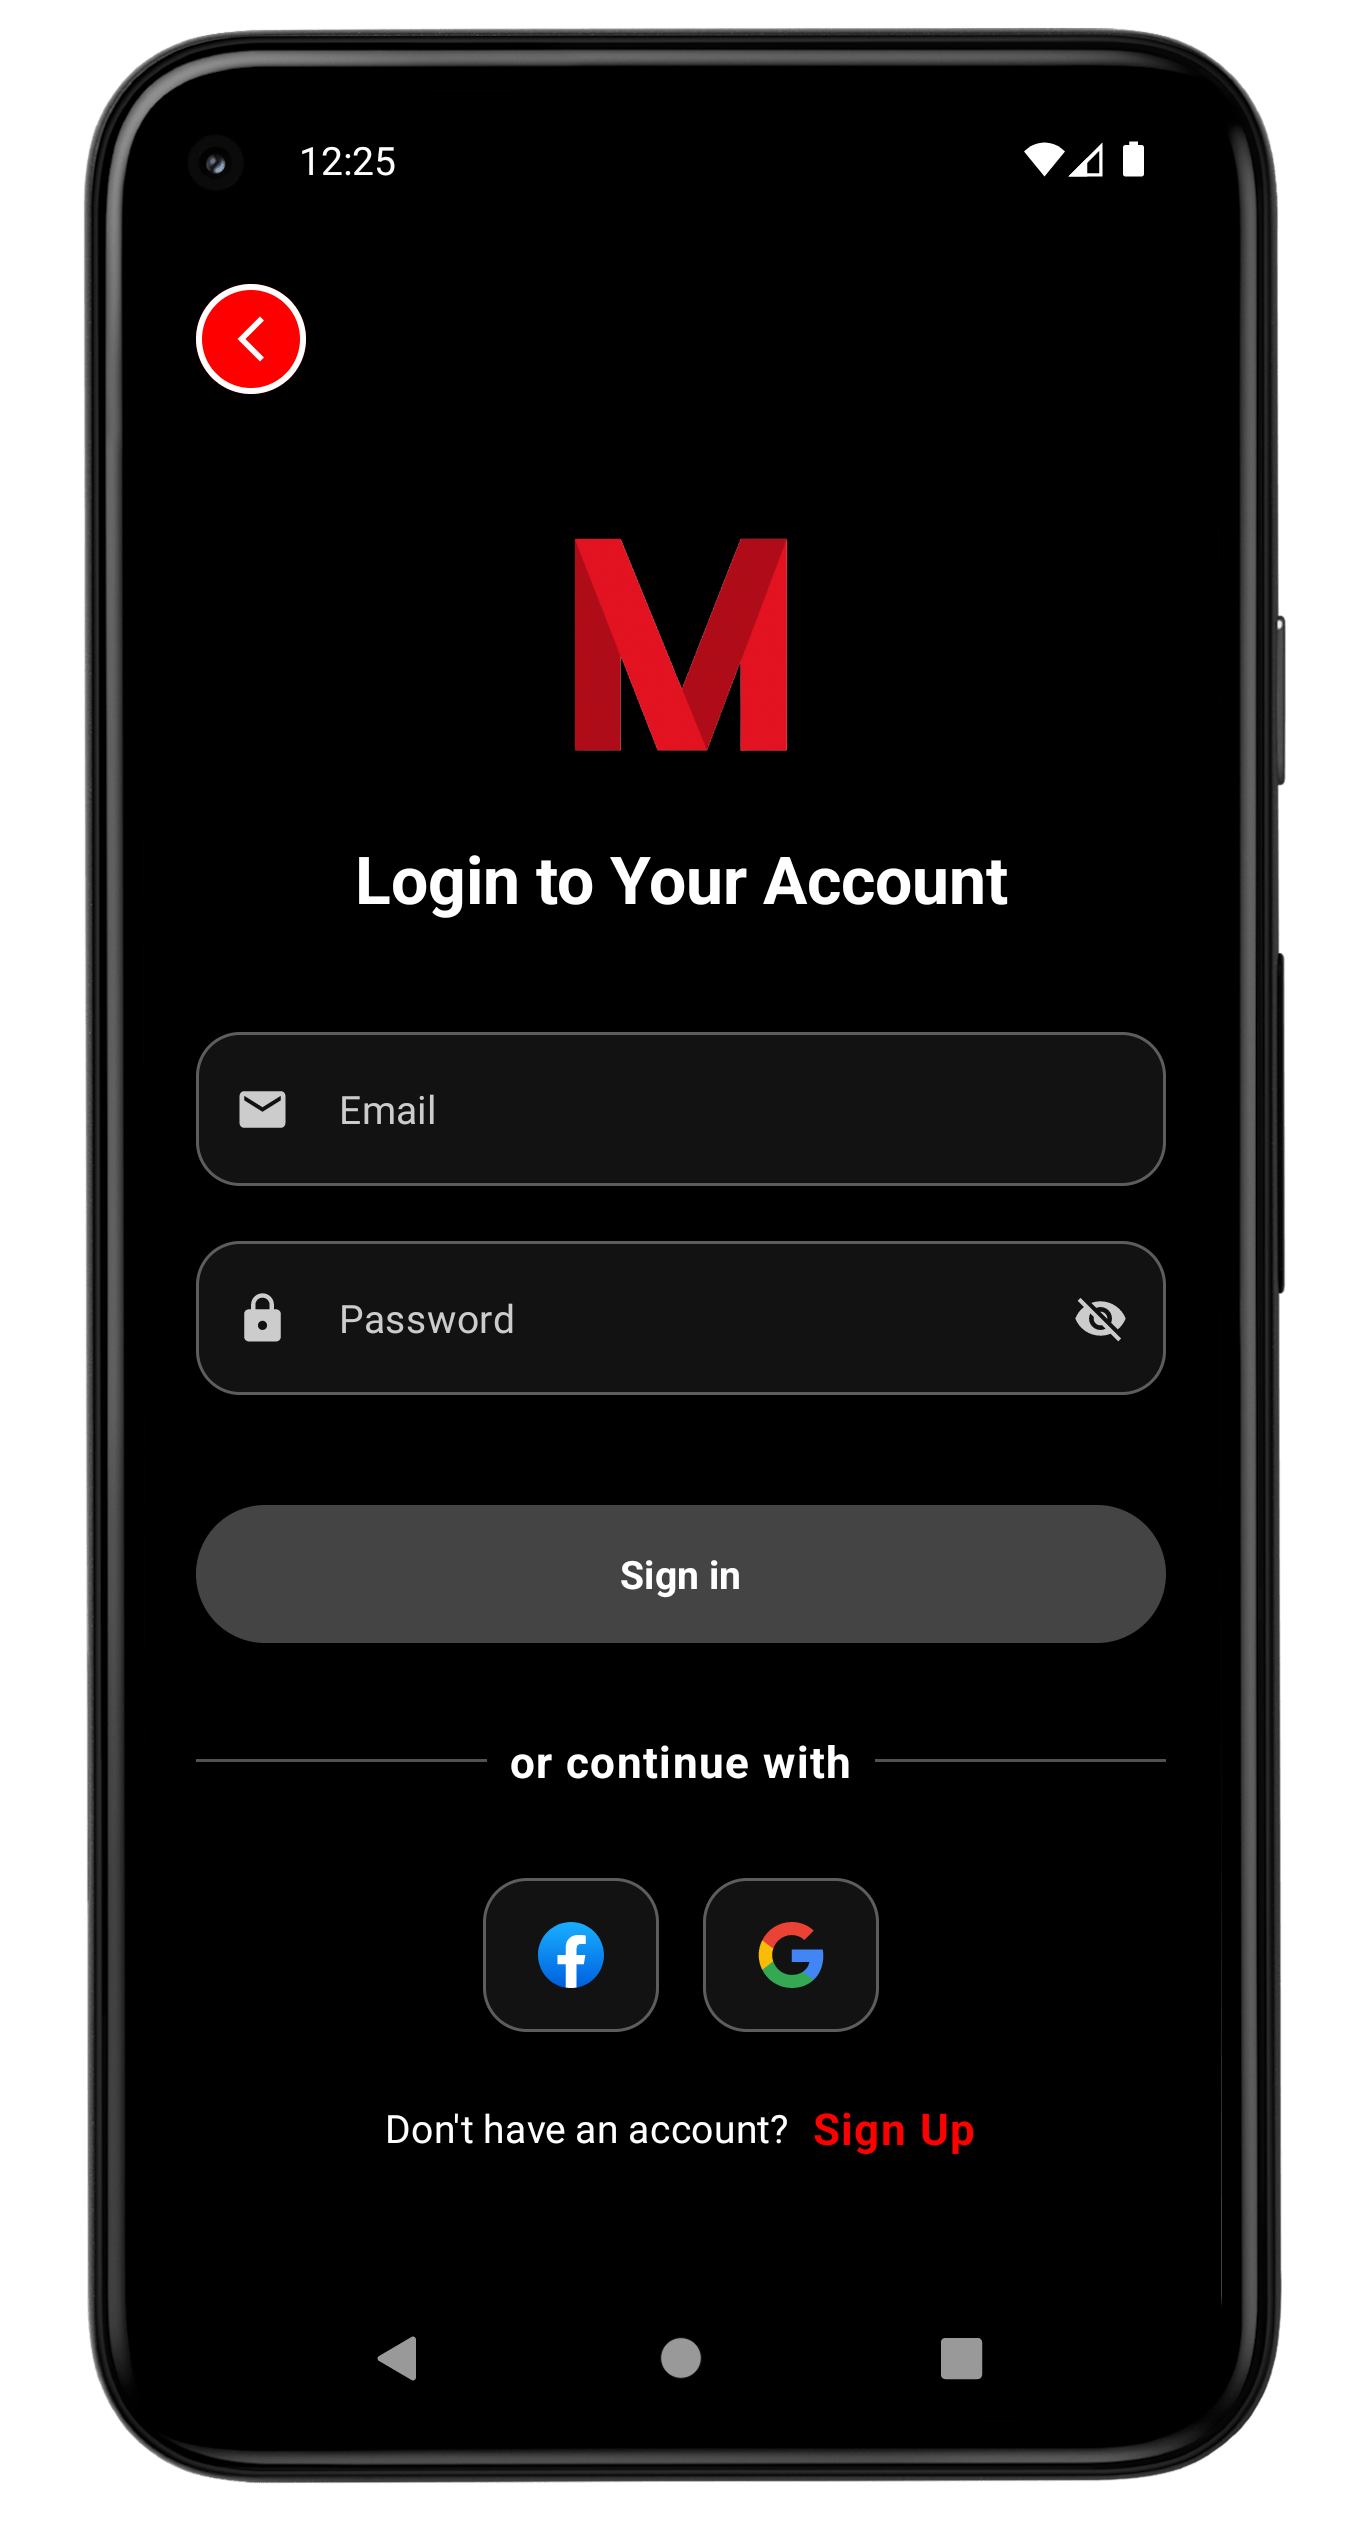 12:25
M
Login to Your Account
Email
Password
Sign in
or continue with
Don't have an account? Sign Up